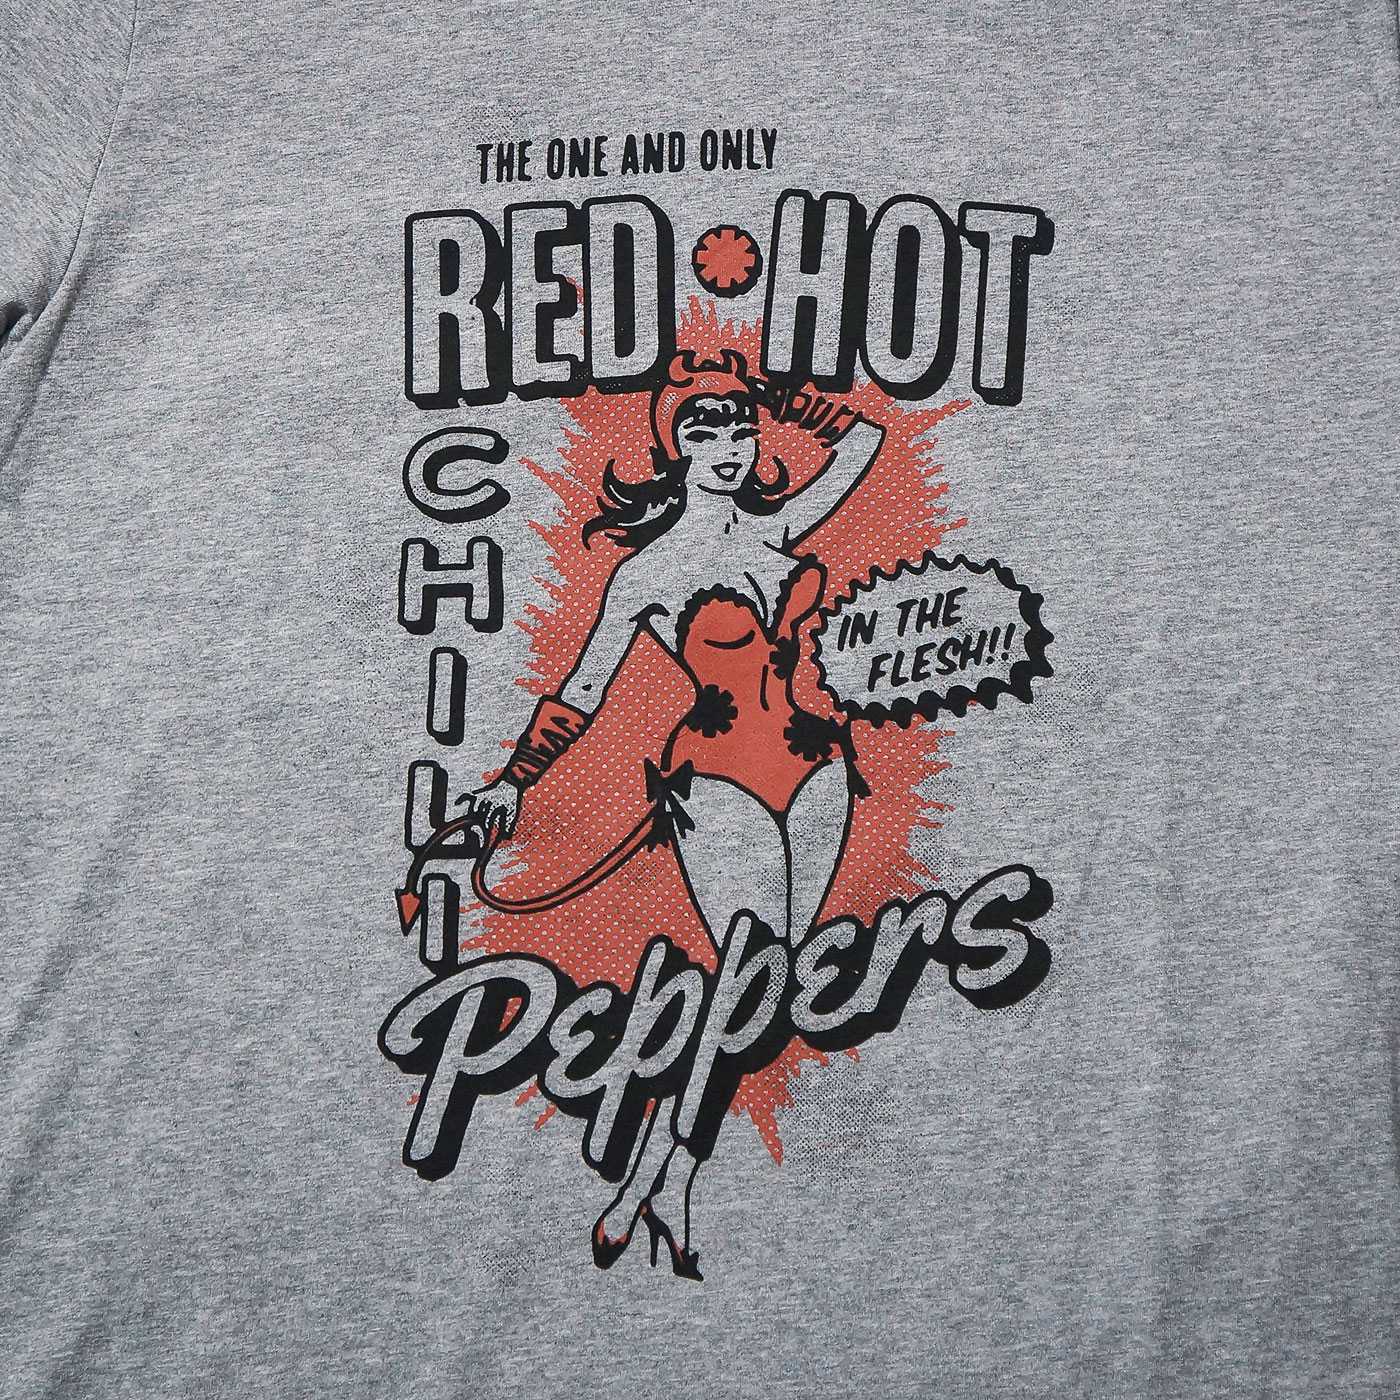 THE ONE AND ONLY
RED HOT
CHILI
Peppers
IN THE
FLESH!!